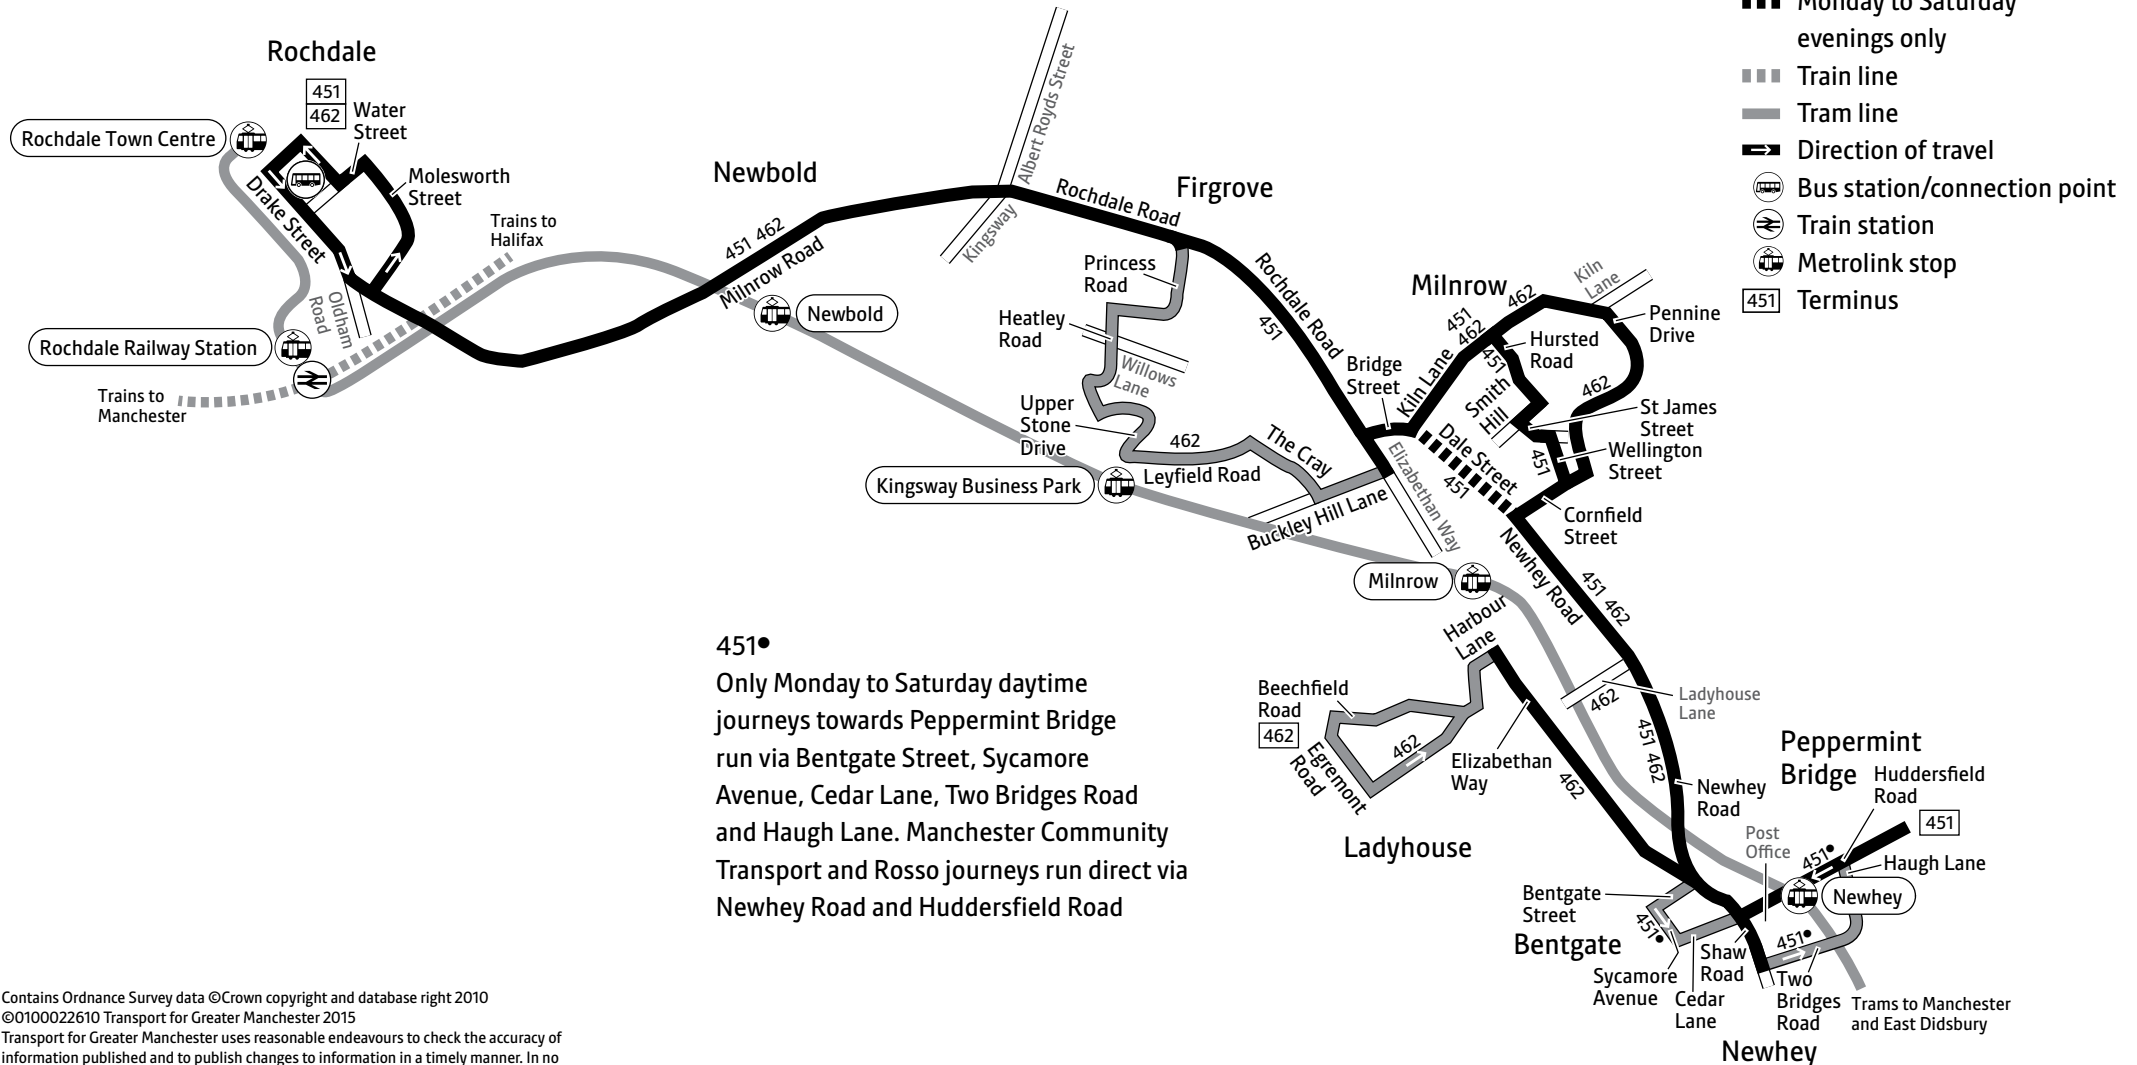 Monday to Saturday
evenings only
Train line
Tram line
Direction of travel
Bus station/connection point
Train station
Metrolink stop
451
Terminus
Rochdale
451
462
Water
Street
Rochdale Town Centre
Drake Street
Molesworth
Street
Trains to
Halifax
Oldham
Road
Rochdale Railway Station
Trains to
Manchester
Newbold
451 462
Milnrow Road
Newbold
Albert Royds Street
Kingsway
Rochdale Road
Firgrove
Princess
Road
Heatley
Road
Willows
Lane
Upper
Stone
Drive
462
Leyfield Road
The Cray
Kingsway Business Park
Buckley Hill Lane
Rochdale Road
451
Bridge
Street
Elizabethan Way
Milnrow
Kiln Lane
451
462
462
Kiln
Lane
Pennine
Drive
Hursted
Road
451
Smith
Hill
462
St James
Street
Wellington
Street
451
Dale Street
451
Cornfield
Street
Milnrow
Newhey Road
451 462
Harbour
Lane
Ladyhouse
Lane
462
Beechfield
Road
462
Egremont
Road
462
Elizabethan
Way
462
Ladyhouse
451 462
Newhey
Road
Peppermint
Bridge
Huddersfield
Road
451
Post
Office
451●
Haugh Lane
Newhey
Bentgate
Street
451●
Bentgate
Sycamore
Avenue
Cedar
Lane
Shaw
Road
451●
Two
Bridges
Road
Trams to Manchester
and East Didsbury
Newhey
451●
Only Monday to Saturday daytime
journeys towards Peppermint Bridge
run via Bentgate Street, Sycamore
Avenue, Cedar Lane, Two Bridges Road
and Haugh Lane. Manchester Community
Transport and Rosso journeys run direct via
Newhey Road and Huddersfield Road
Contains Ordnance Survey data ©Crown copyright and database right 2010
©0100022610 Transport for Greater Manchester 2015
Transport for Greater Manchester uses reasonable endeavours to check the accuracy of
information published and to publish changes to information in a timely manner. In no